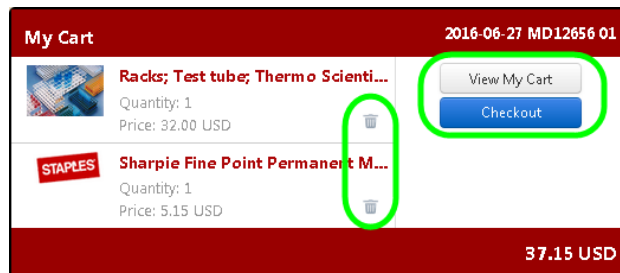 My Cart
2016-06-27 MD12656 01
Racks; Test tube; Thermo Scienti...
Quantity: 1
Price: 32.00 USD
View My Cart
Checkout
STAPLES
Sharpie Fine Point Permanent M...
Quantity: 1
Price: 5.15 USD
37.15 USD